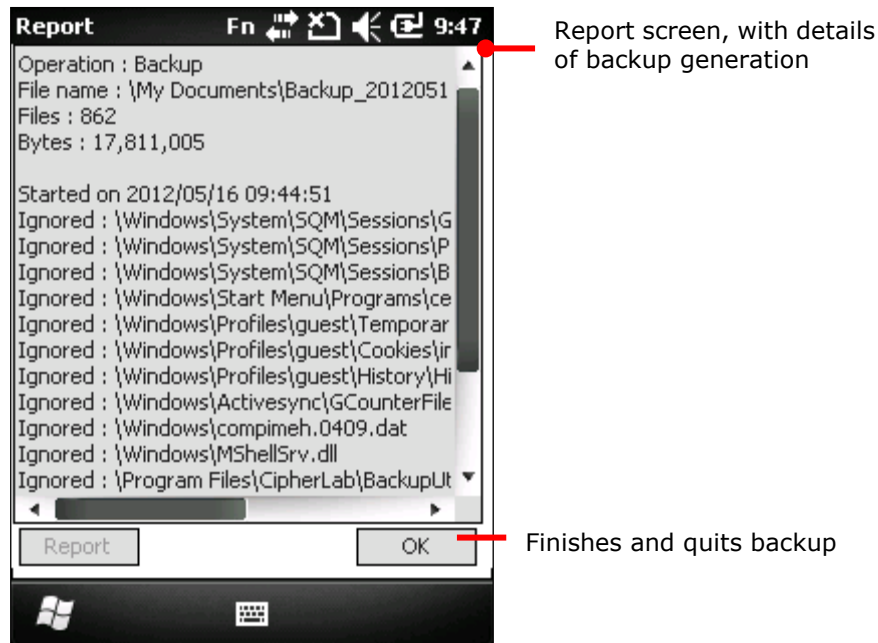 Report Fn 9:47
Operation : Backup
File name : \My Documents\Backup_2012051
Files : 862
Bytes : 17,811,005
Started on 2012/05/16 09:44:51
Ignored : \Windows\System\SQM\Sessions\G
Ignored : \Windows\System\SQM\Sessions\P
Ignored : \Windows\System\SQM\Sessions\B
Ignored : \Windows\Start Menu\Programs\ce
Ignored : \Windows\Profiles\guest\Temporar
Ignored : \Windows\Profiles\guest\Cookies\ir
Ignored : \Windows\Profiles\guest\History\Hi
Ignored : \Windows\Activesync\GCounterFile
Ignored : \Windows\compimeh.0409.dat
Ignored : \Windows\MShellSrv.dll
Ignored : \Program Files\CipherLab\BackupUt
Report OK
Report screen, with details
of backup generation
Finishes and quits backup